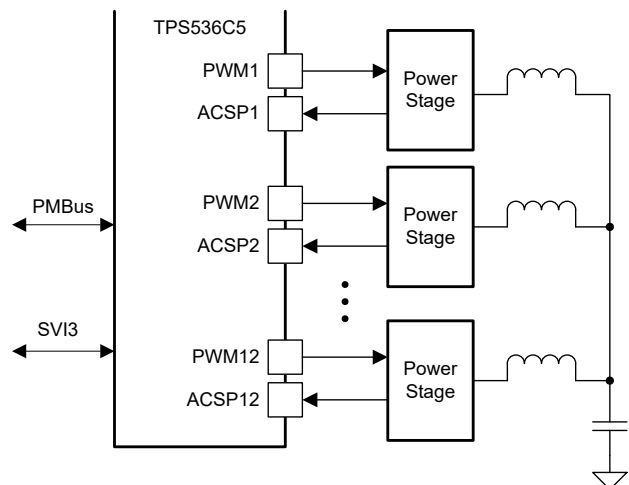 TPS536C5
PWM1
Power
Stage
ACSP1
PMBus
PWM2
Power
Stage
ACSP2
SVI3
PWM12
Power
Stage
ACSP12